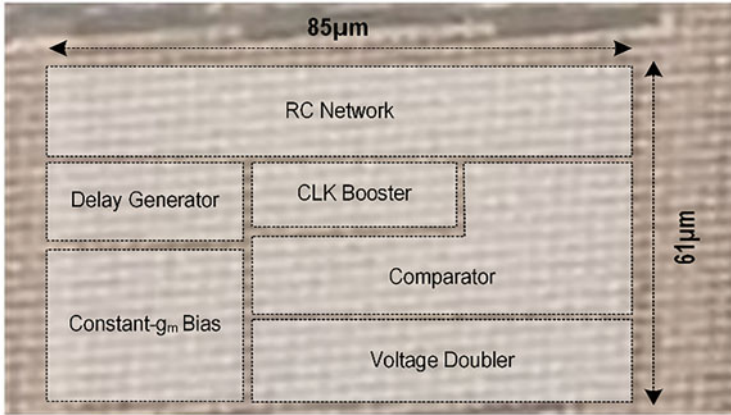 85μm
RC Network
Delay Generator
CLK Booster
61μm
Comparator
Constant-gₘ Bias
Voltage Doubler